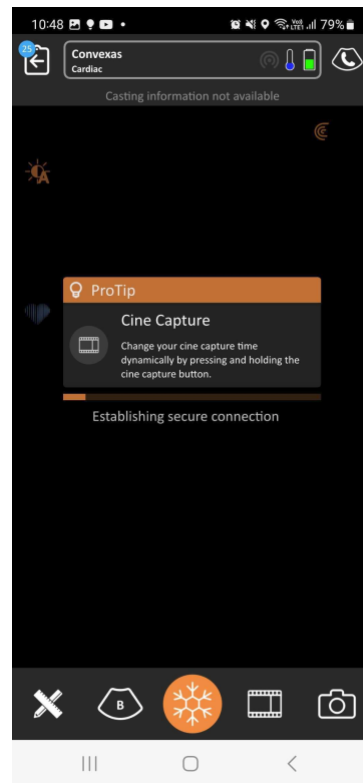 10:48
79%
25
Convexas
Cardiac
Casting information not available
A
ProTip
Cine Capture
Change your cine capture time
dynamically by pressing and holding the
cine capture button.
Establishing secure connection
B